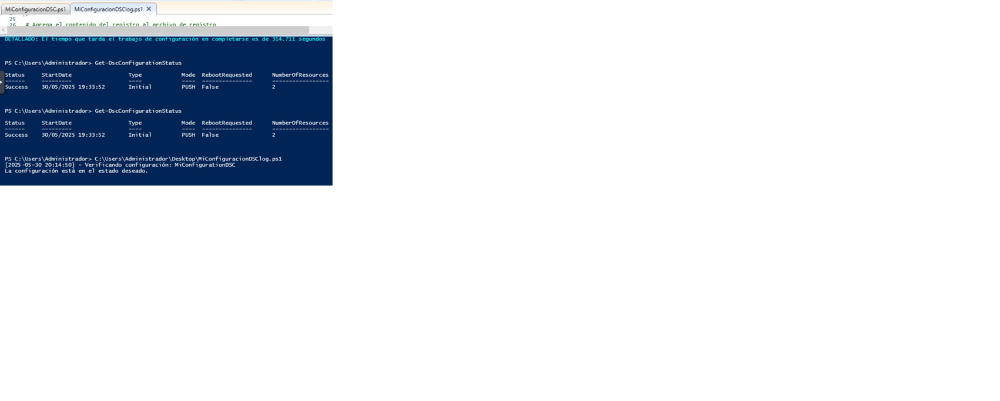 MiConfiguracionDSC.ps1 MiConfiguracionDSClog.ps1 X
25
26 # Agrega el contenido del registro al archivo de registro
DETALLADO: El tiempo que tarda el trabajo de configuración en completarse es de 314.711 segundos
PS C:\Users\Administrador> Get-DscConfigurationStatus
Status StartDate Type Mode RebootRequested NumberOfResources
------ --------- ---- ---- --------------- -----------------
Success 30/05/2025 19:33:52 Initial PUSH False 2
PS C:\Users\Administrador> Get-DscConfigurationStatus
Status StartDate Type Mode RebootRequested NumberOfResources
------ --------- ---- ---- --------------- -----------------
Success 30/05/2025 19:33:52 Initial PUSH False 2
PS C:\Users\Administrador> C:\Users\Administrador\Desktop\MiConfiguracionDSClog.ps1
[2025-05-30 20:14:50] - Verificando configuración: MiConfigurationDSC
La configuración está en el estado deseado.